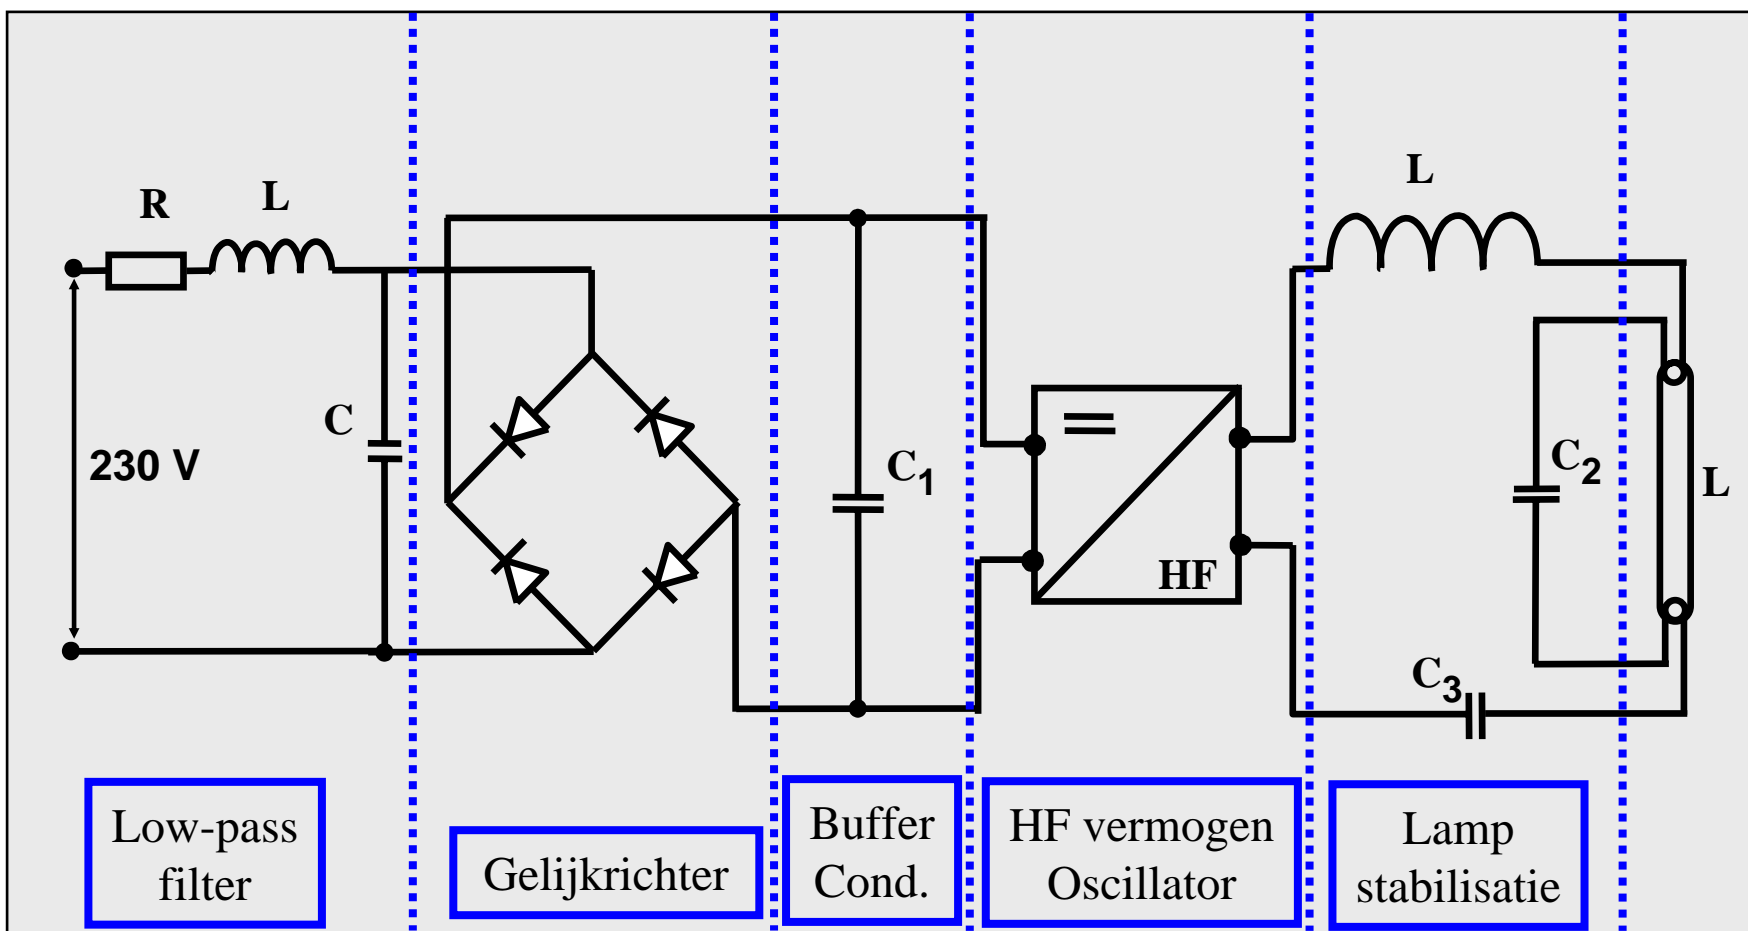 R
L
L
C
230 V
C1
C2
L
HF
C3
Low-pass
filter
Gelijkrichter
Buffer
Cond.
HF vermogen
Oscillator
Lamp
stabilisatie